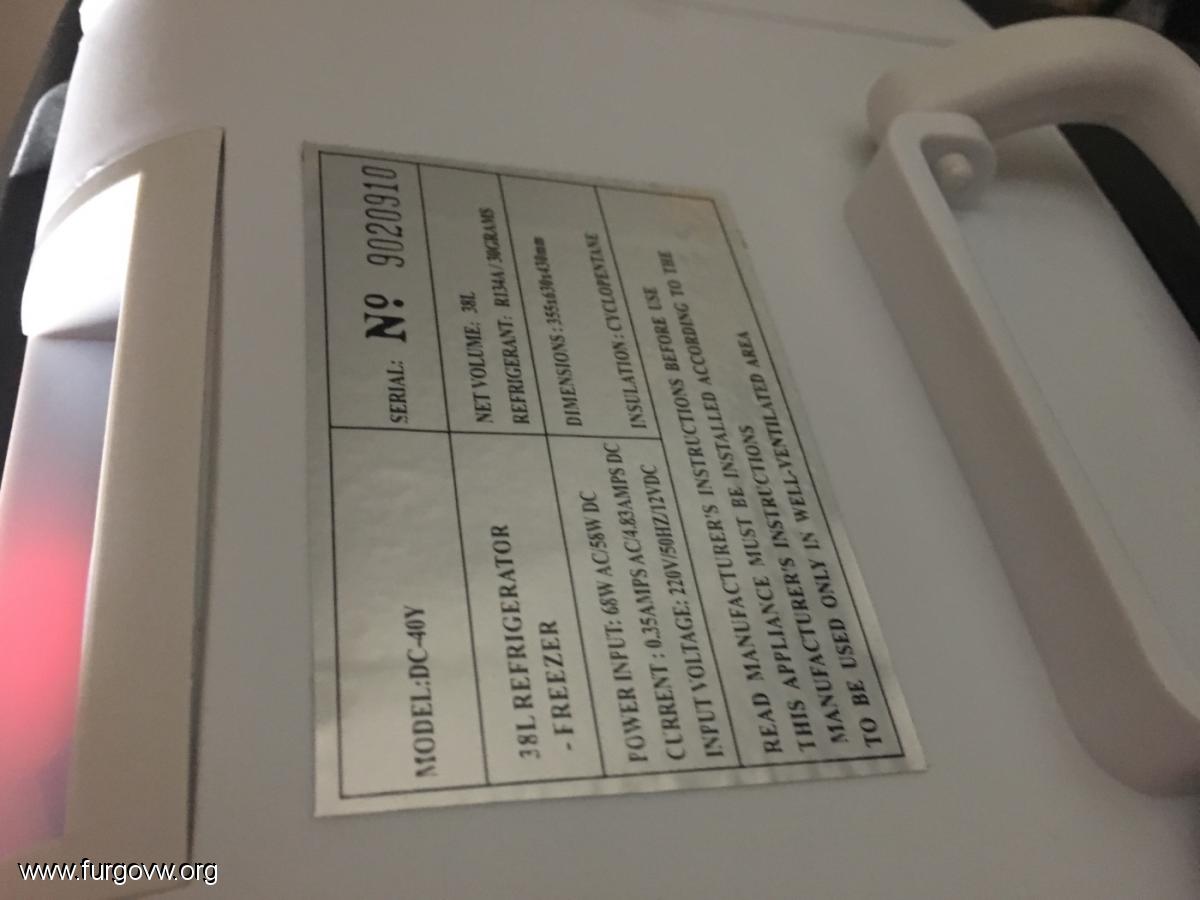 MODEL:DC-40Y
SERIAL: Nº 9020910
38L REFRIGERATOR
- FREEZER
NET VOLUME: 38L
REFRIGERANT: R134A/30GRAMS
DIMENSIONS:355x630x430mm
POWER INPUT: 68W AC/58W DC
CURRENT : 0.35AMPS AC/4.83AMPS DC
INPUT VOLTAGE: 220V/50HZ/12VDC
INSULATION: CYCLOPENTANE
READ MANUFACTURER'S INSTRUCTIONS BEFORE USE
THIS APPLIANCE MUST BE INSTALLED ACCORDING TO THE
MANUFACTURER'S INSTRUCTIONS
TO BE USED ONLY IN WELL-VENTILATED AREA
www.furgovw.org